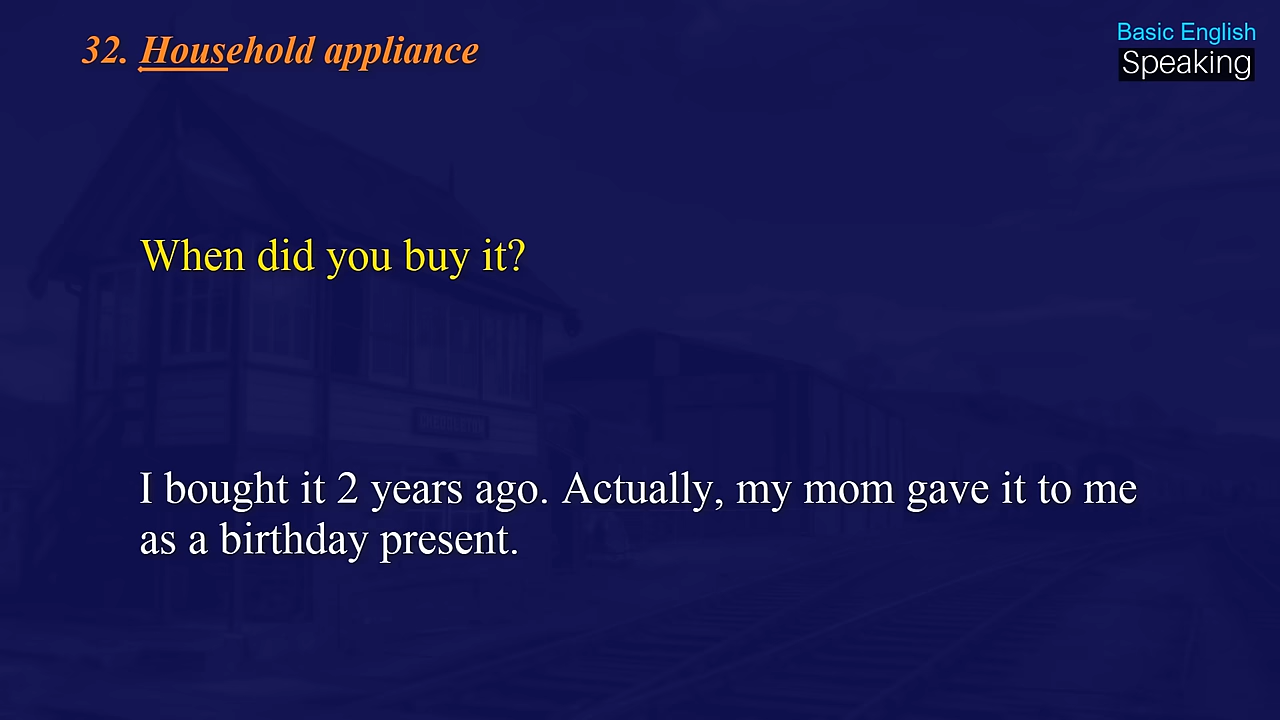 32. Household appliance
Basic English
Speaking
When did you buy it?
I bought it 2 years ago. Actually, my mom gave it to me
as a birthday present.